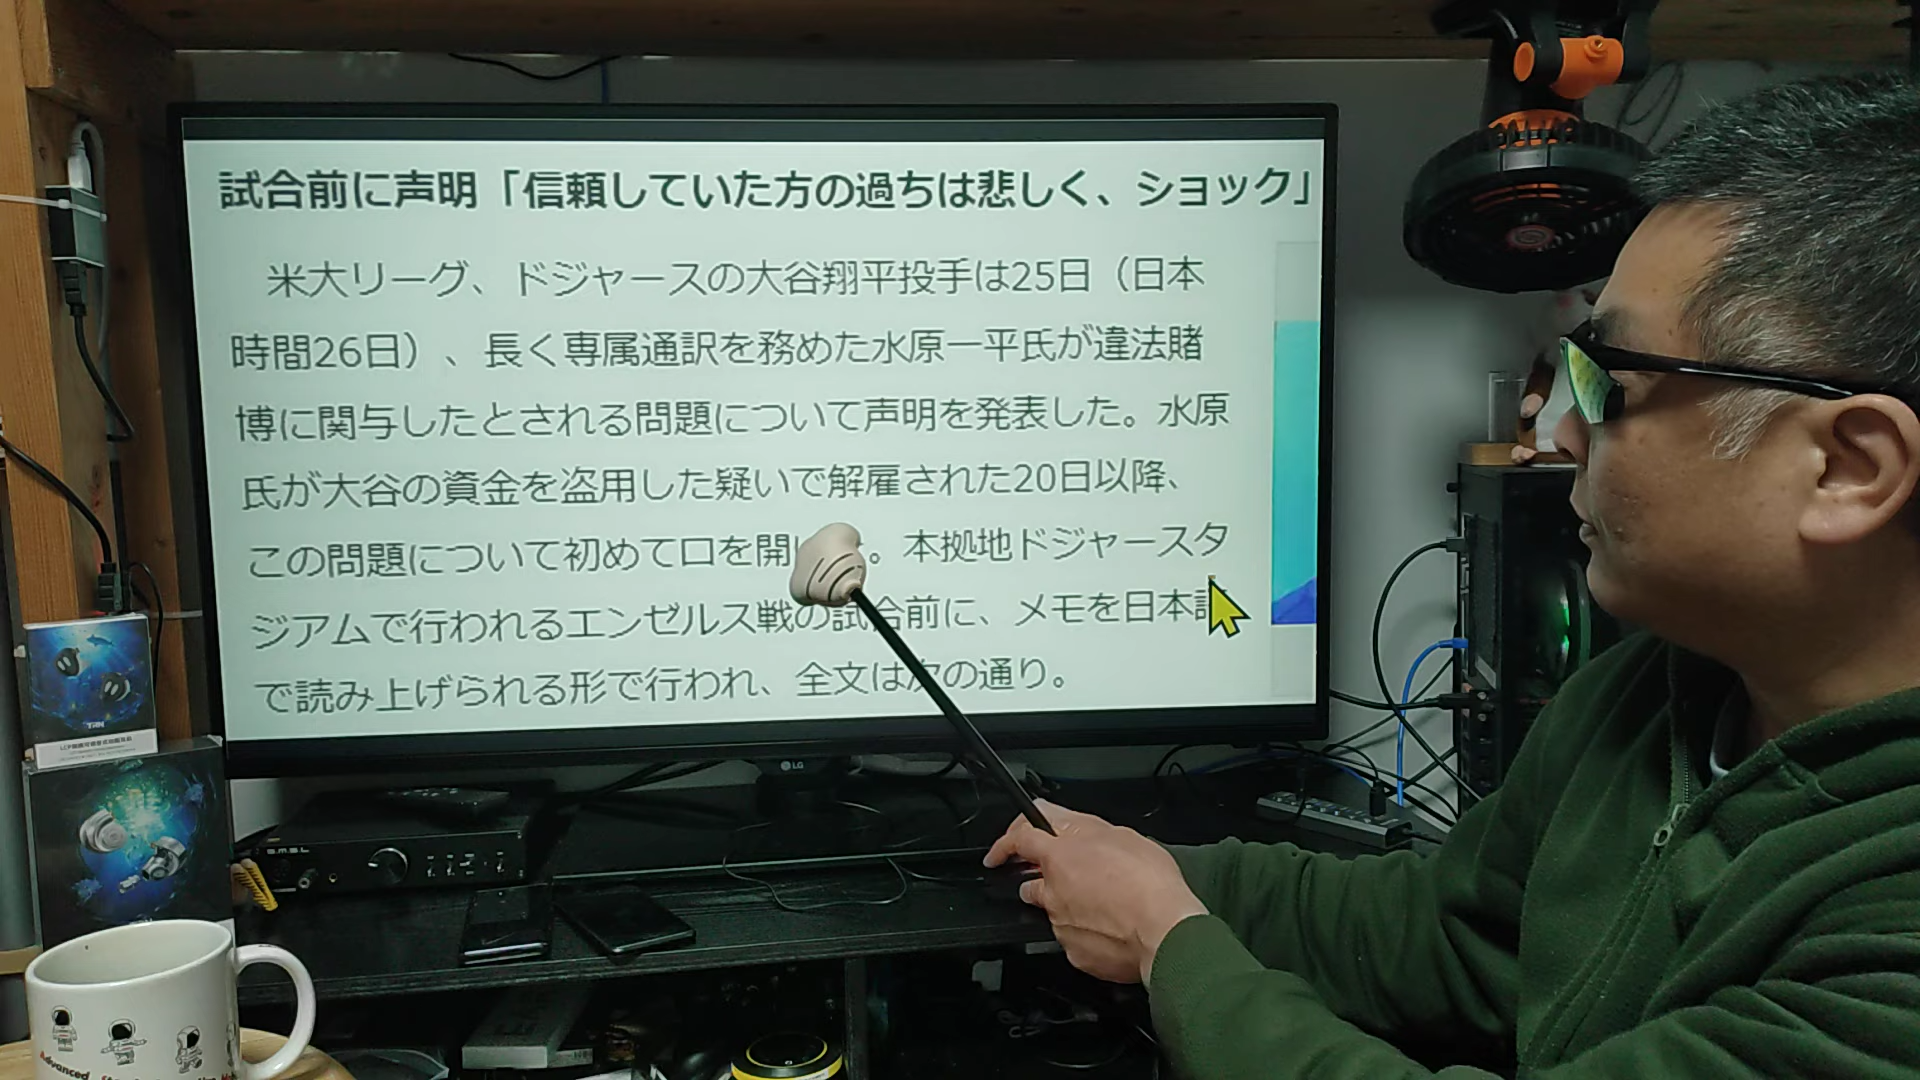 試合前に声明「信頼していた方の過ちは悲しく、ショック」
米大リーグ、ドジャースの大谷翔平投手は25日（日本
時間26日）、長く専属通訳を務めた水原一平氏が違法賭
博に関与したとされる問題について声明を発表した。水原
氏が大谷の資金を盗用した疑いで解雇された20日以降、
この問題について初めて口を開 。本拠地ドジャースタ
ジアムで行われるエンゼルス戦の試合前に、メモを日本語
で読み上げられる形で行われ、全文は次の通り。
LG
S.M.S.L
TRN
Advanced